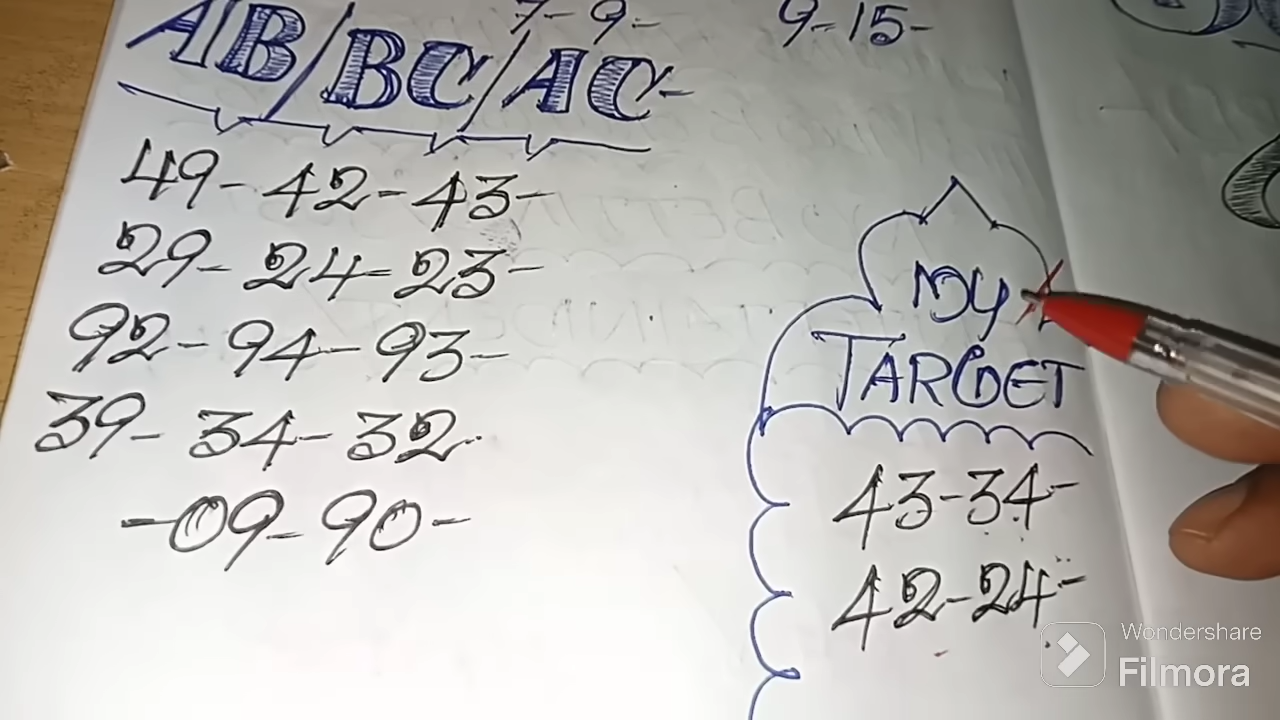 7-9-
9-15-
AB/BC/AC-
49-42-43-
29-24-23-
92-94-93-
39-34-32-
-09-90-
MY
TARGET
43-34-
42-24-
Wondershare
Filmora